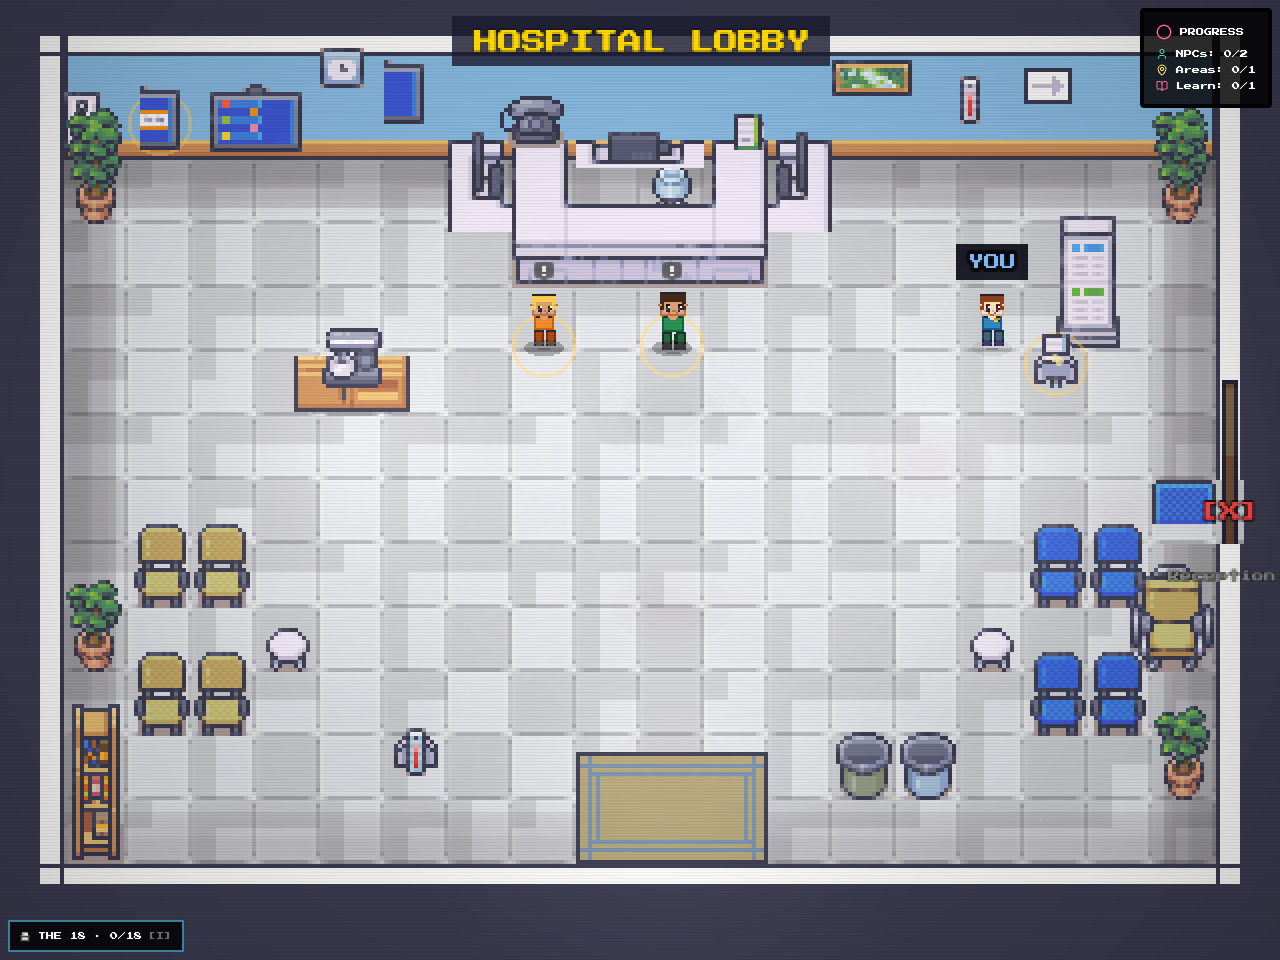 HOSPITAL LOBBY
PROGRESS
NPCs: 0/2
Areas: 0/1
Learn: 0/1
YOU
[X]
Reception
THE 18 · 0/18 [I]